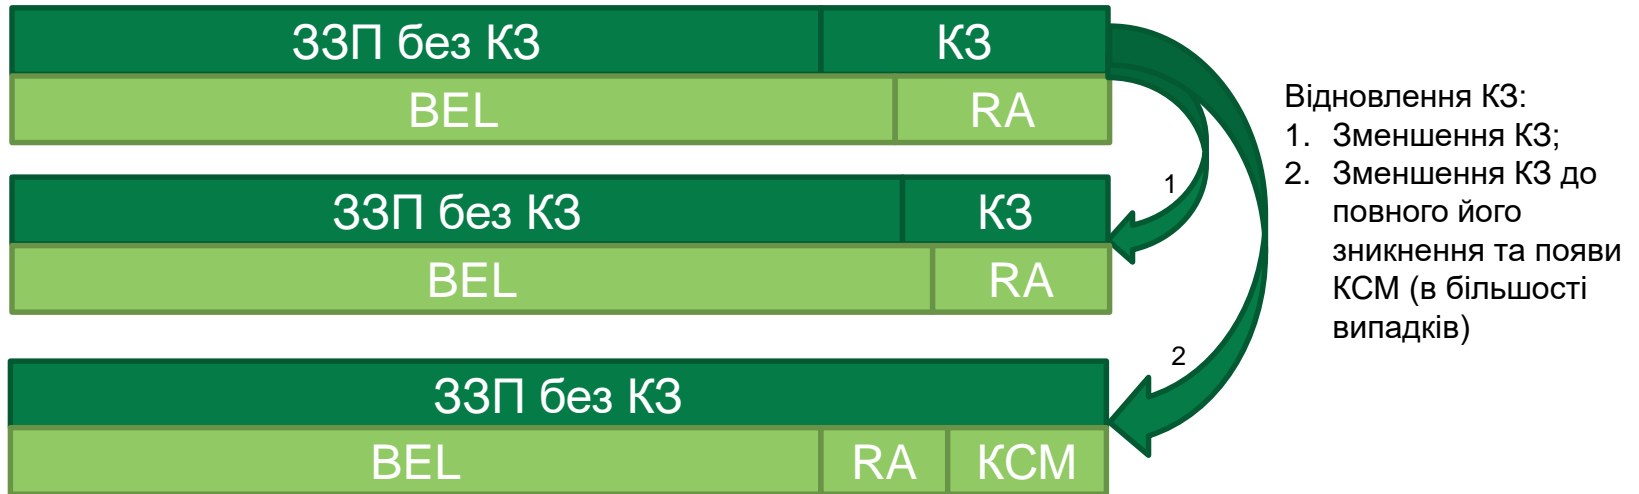 ЗЗП без КЗ КЗ
BEL RA
ЗЗП без КЗ КЗ
BEL RA
ЗЗП без КЗ
BEL RA КСМ
1
2
Відновлення КЗ:
1. Зменшення КЗ;
2. Зменшення КЗ до
повного його
зникнення та появи
КСМ (в більшості
випадків)